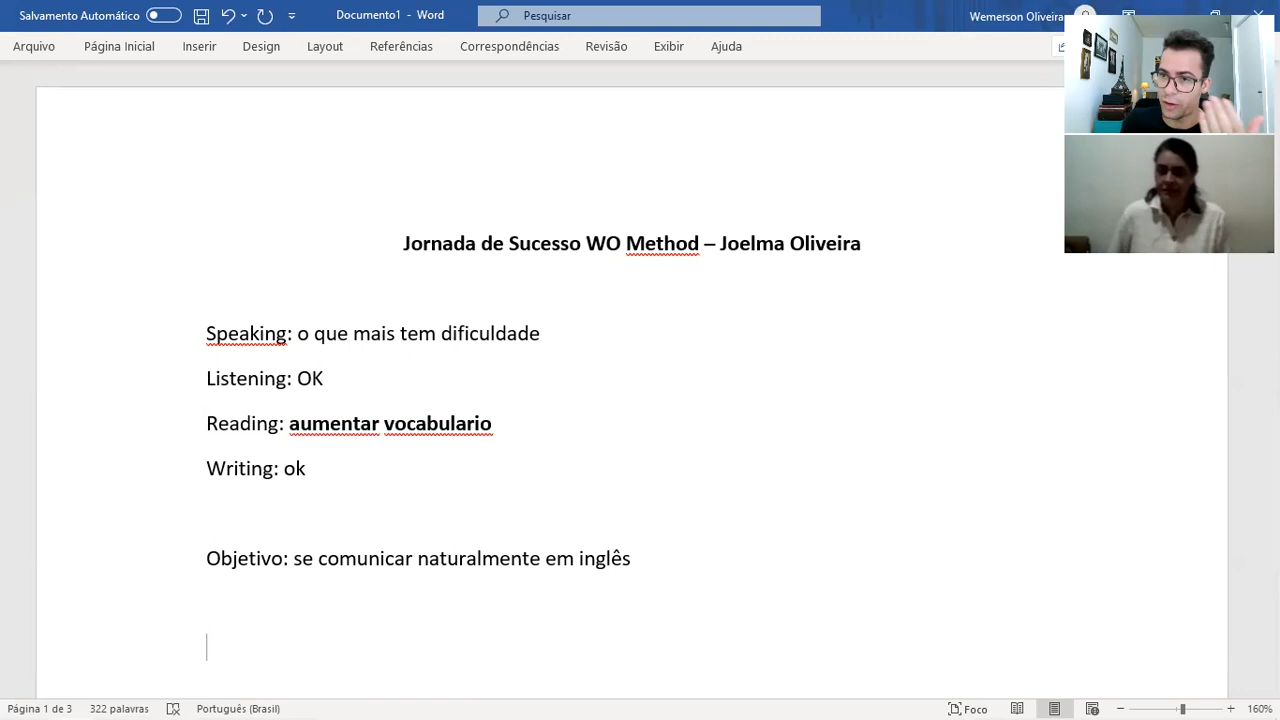 Salvamento Automático
Documento1 - Word
Pesquisar
Wemerson Oliveira
Arquivo Página Inicial Inserir Design Layout Referências Correspondências Revisão Exibir Ajuda
Jornada de Sucesso WO Method – Joelma Oliveira
Speaking: o que mais tem dificuldade
Listening: OK
Reading: aumentar vocabulario
Writing: ok
Objetivo: se comunicar naturalmente em inglês
Página 1 de 3 322 palavras Português (Brasil) Foco 160%